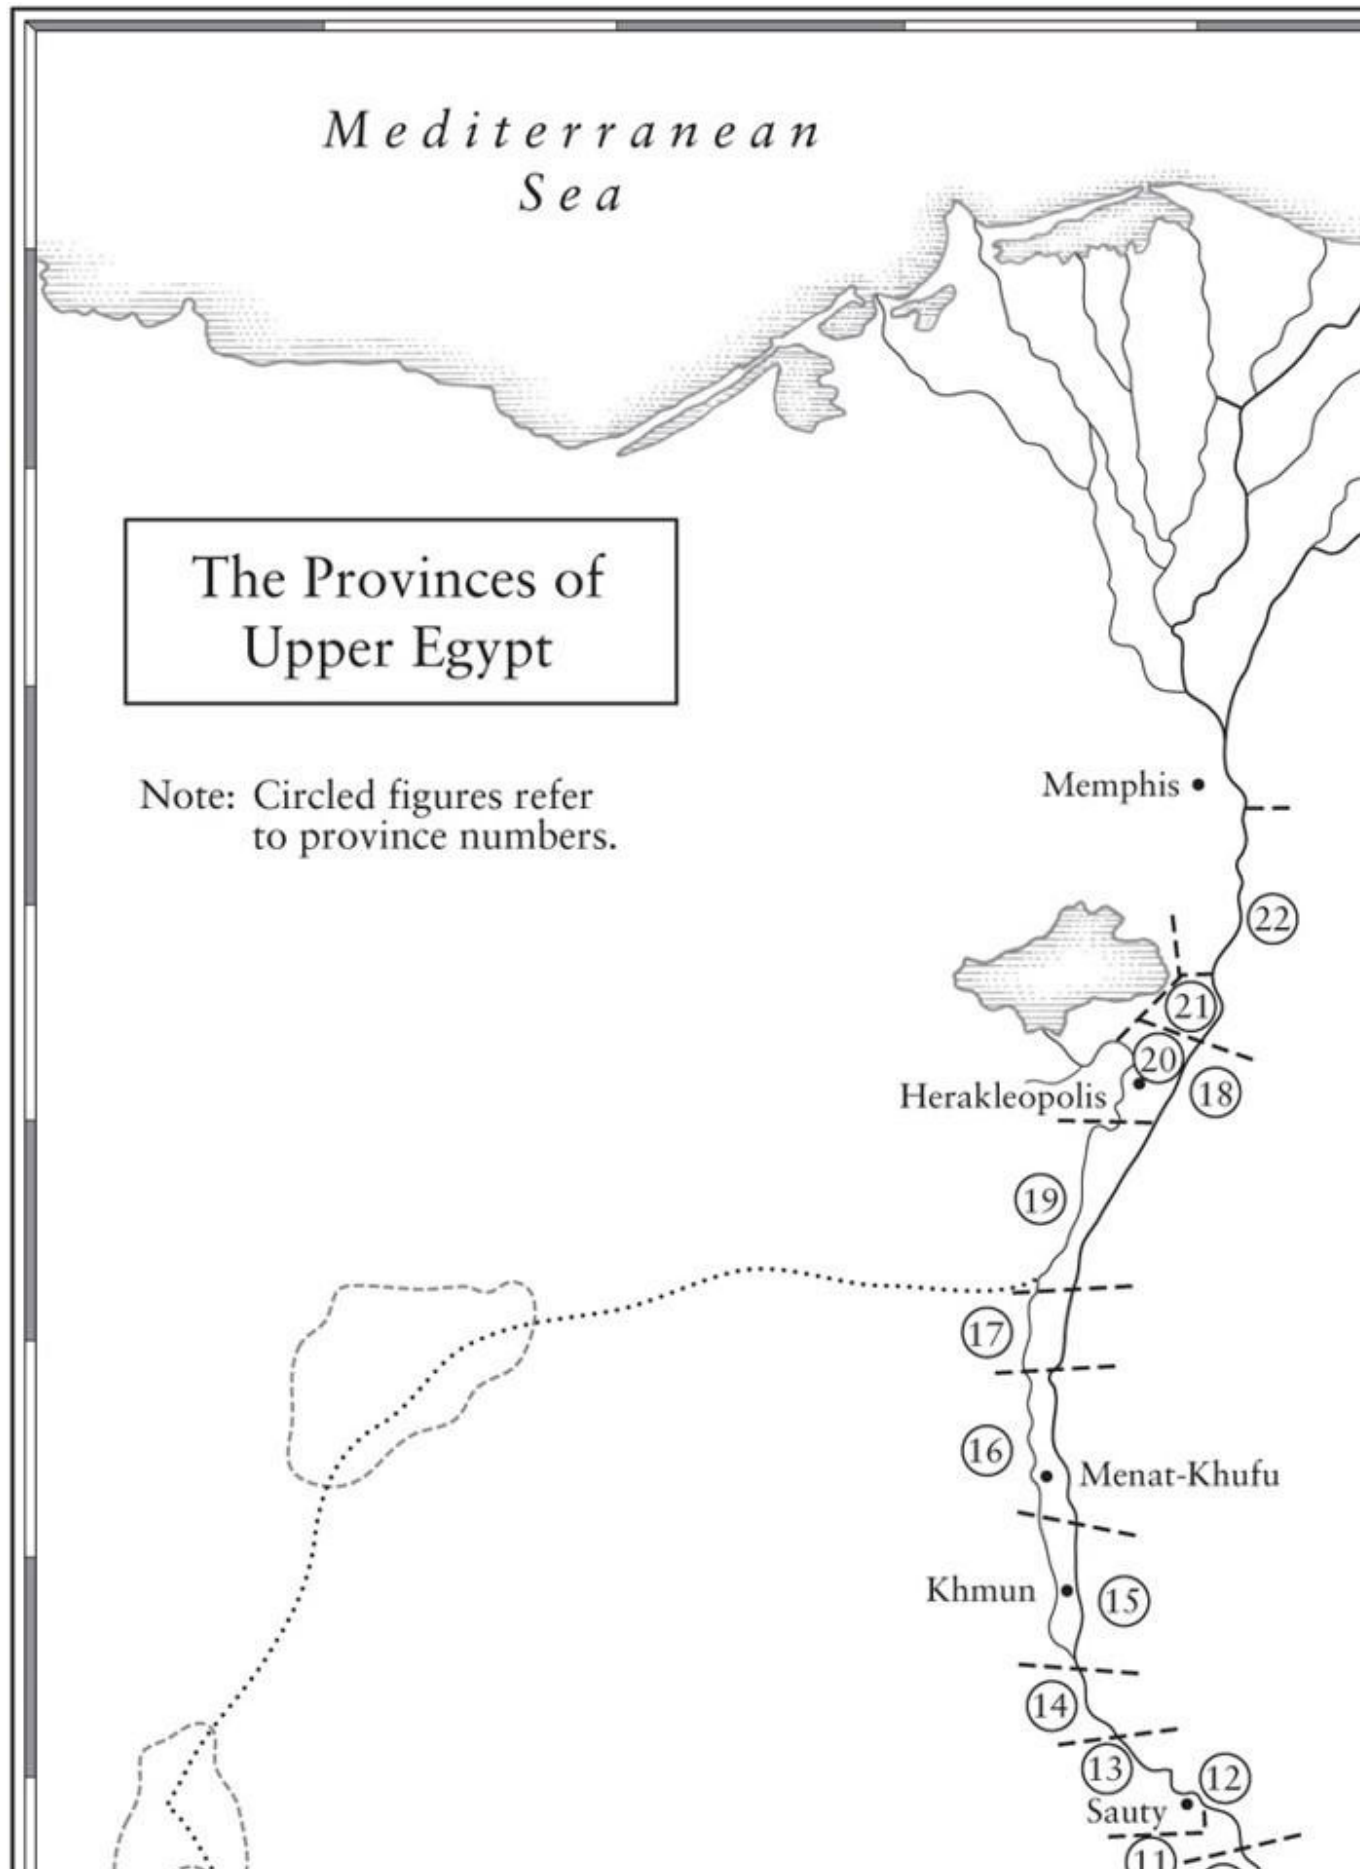 Mediterranean
Sea
The Provinces of
Upper Egypt
Note: Circled figures refer
to province numbers.
Memphis
22
21
20
Herakleopolis
18
19
17
16
Menat-Khufu
Khmun
15
14
13
12
Sauty
11